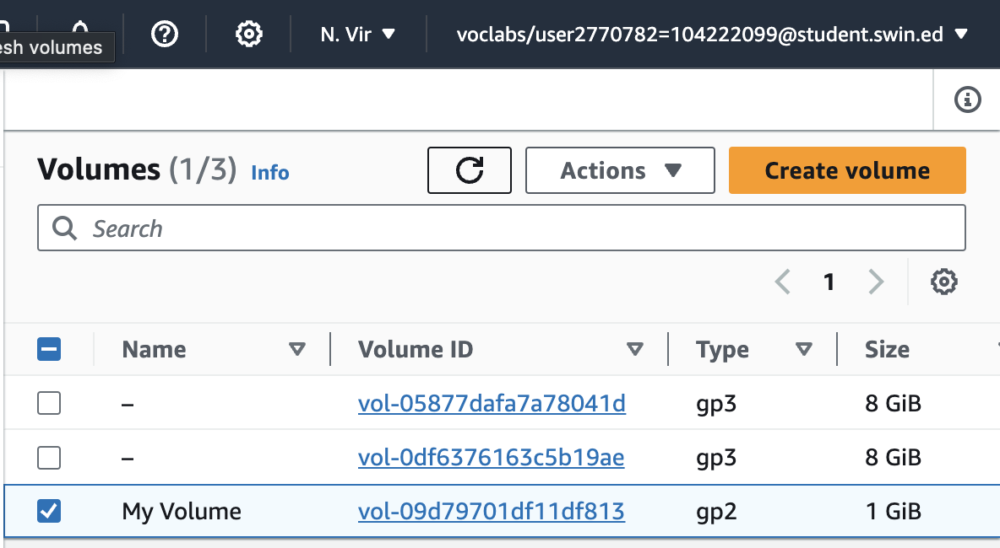 N. Vir voclabs/user2770782=104222099@student.swin.ed
esh volumes
Volumes (1/3) Info Actions Create volume
Search
1
Name Volume ID Type Size
– vol-05877dafa7a78041d gp3 8 GiB
– vol-0df6376163c5b19ae gp3 8 GiB
My Volume vol-09d79701df11df813 gp2 1 GiB